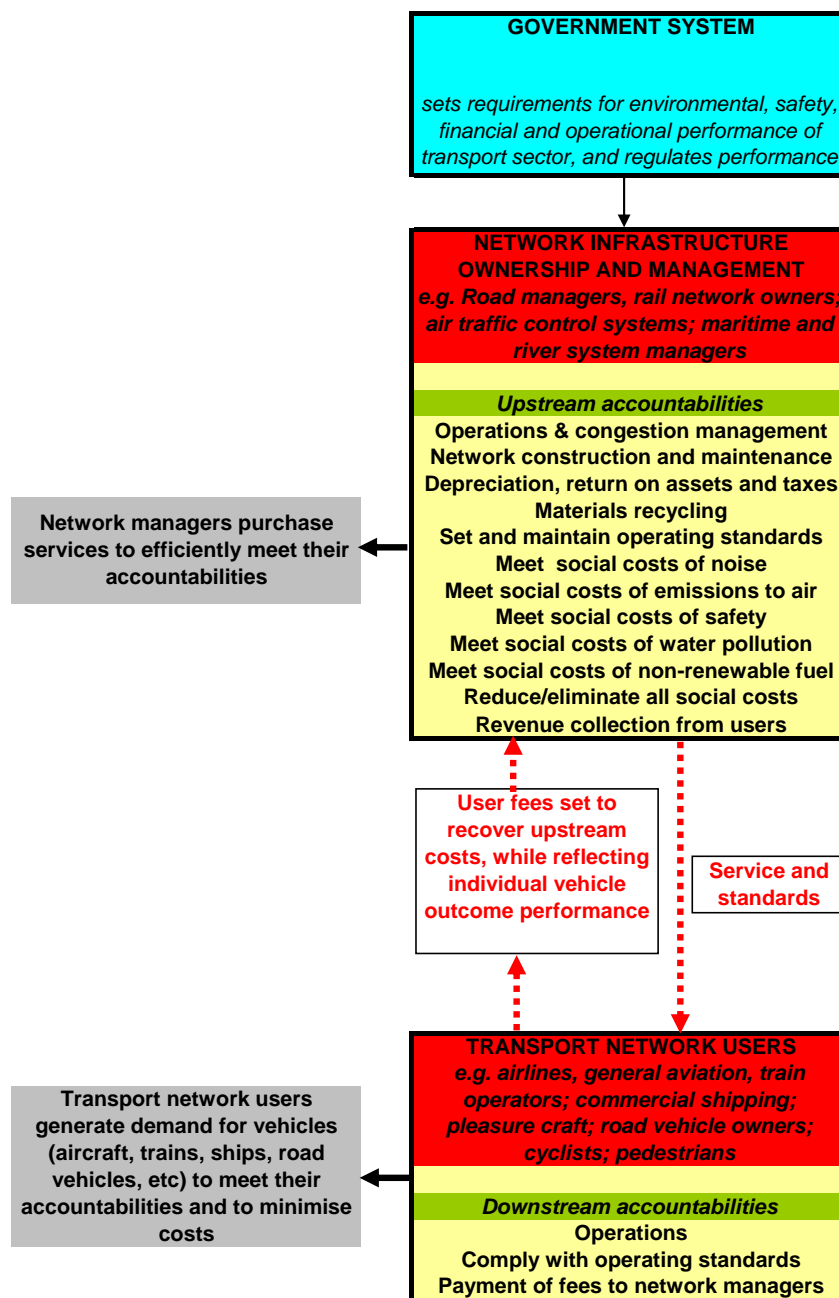 GOVERNMENT SYSTEM
sets requirements for environmental, safety,
financial and operational performance of
transport sector, and regulates performance
NETWORK INFRASTRUCTURE
OWNERSHIP AND MANAGEMENT
e.g. Road managers, rail network owners;
air traffic control systems; maritime and
river system managers
Upstream accountabilities
Operations & congestion management
Network construction and maintenance
Depreciation, return on assets and taxes
Materials recycling
Set and maintain operating standards
Meet  social costs of noise
Meet social costs of emissions to air
Meet social costs of safety
Meet social costs of water pollution
Meet social costs of non-renewable fuel
Reduce/eliminate all social costs
Revenue collection from users
Network managers purchase
services to efficiently meet their
accountabilities
User fees set to
recover upstream
costs, while reflecting
individual vehicle
outcome performance
Service and
standards
TRANSPORT NETWORK USERS
e.g. airlines, general aviation, train
operators; commercial shipping;
pleasure craft; road vehicle owners;
cyclists; pedestrians
Transport network users
generate demand for vehicles
(aircraft, trains, ships, road
vehicles, etc) to meet their
accountabilities and to minimise
costs
Downstream accountabilities
Operations
Comply with operating standards
Payment of fees to network managers